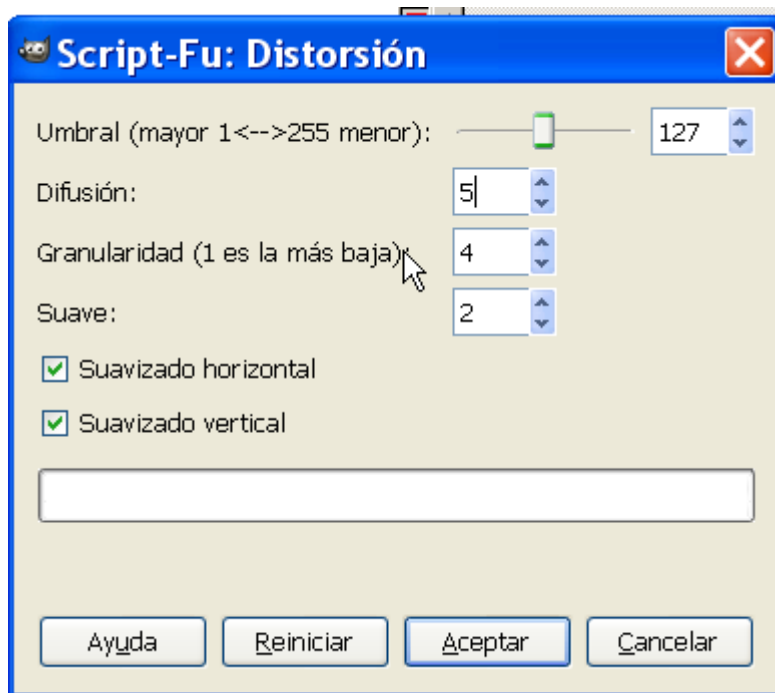 Script-Fu: Distorsión
Umbral (mayor 1<-->255 menor): 127
Difusión: 5
Granularidad (1 es la más baja): 4
Suave: 2
Suavizado horizontal
Suavizado vertical
Ayuda Reiniciar Aceptar Cancelar